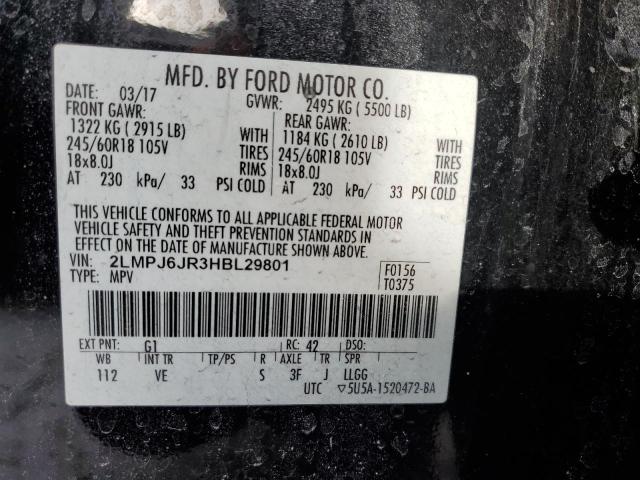 MFD. BY FORD MOTOR CO.
DATE: 03/17 GVWR: 2495 KG ( 5500 LB)
FRONT GAWR: REAR GAWR:
1322 KG ( 2915 LB) WITH 1184 KG ( 2610 LB) WITH
245/60R18 105V TIRES 245/60R18 105V TIRES
18x8.0J RIMS 18x8.0J RIMS
AT 230 kPa/ 33 PSI COLD AT 230 kPa/ 33 PSI COLD
THIS VEHICLE CONFORMS TO ALL APPLICABLE FEDERAL MOTOR
VEHICLE SAFETY AND THEFT PREVENTION STANDARDS IN
EFFECT ON THE DATE OF MANUFACTURE SHOWN ABOVE.
VIN: 2LMPJ6JR3HBL29801 F0156
TYPE: MPV T0375
EXT PNT: G1 RC: 42 DSO:
WB INT TR TP/PS R AXLE TR SPR
112 VE S 3F J LLGG
UTC ▽5U5A-1520472-BA